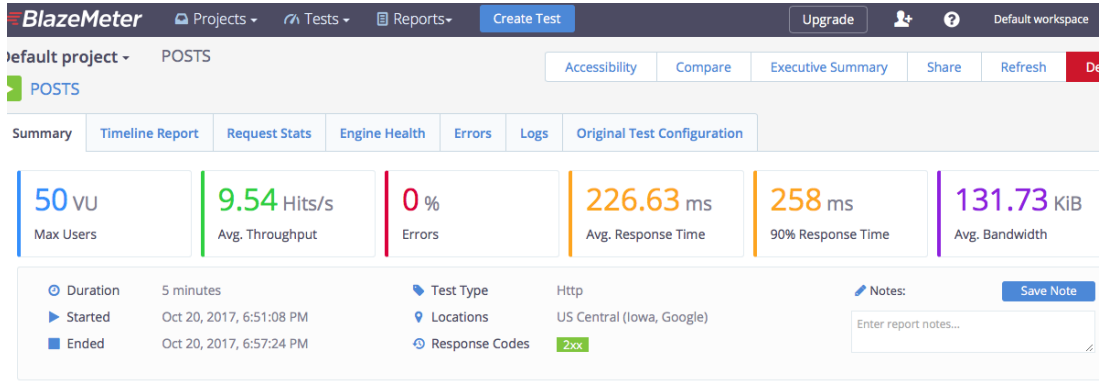 BlazeMeter Projects Tests Reports Create Test Upgrade Default workspace
Default project POSTS
Accessibility Compare Executive Summary Share Refresh
POSTS
Summary Timeline Report Request Stats Engine Health Errors Logs Original Test Configuration
50 VU 9.54 Hits/s 0 % 226.63 ms 258 ms 131.73 KiB
Max Users Avg. Throughput Errors Avg. Response Time 90% Response Time Avg. Bandwidth
Duration 5 minutes Test Type Http Notes: Save Note
Started Oct 20, 2017, 6:51:08 PM Locations US Central (Iowa, Google) Enter report notes...
Ended Oct 20, 2017, 6:57:24 PM Response Codes 2xx